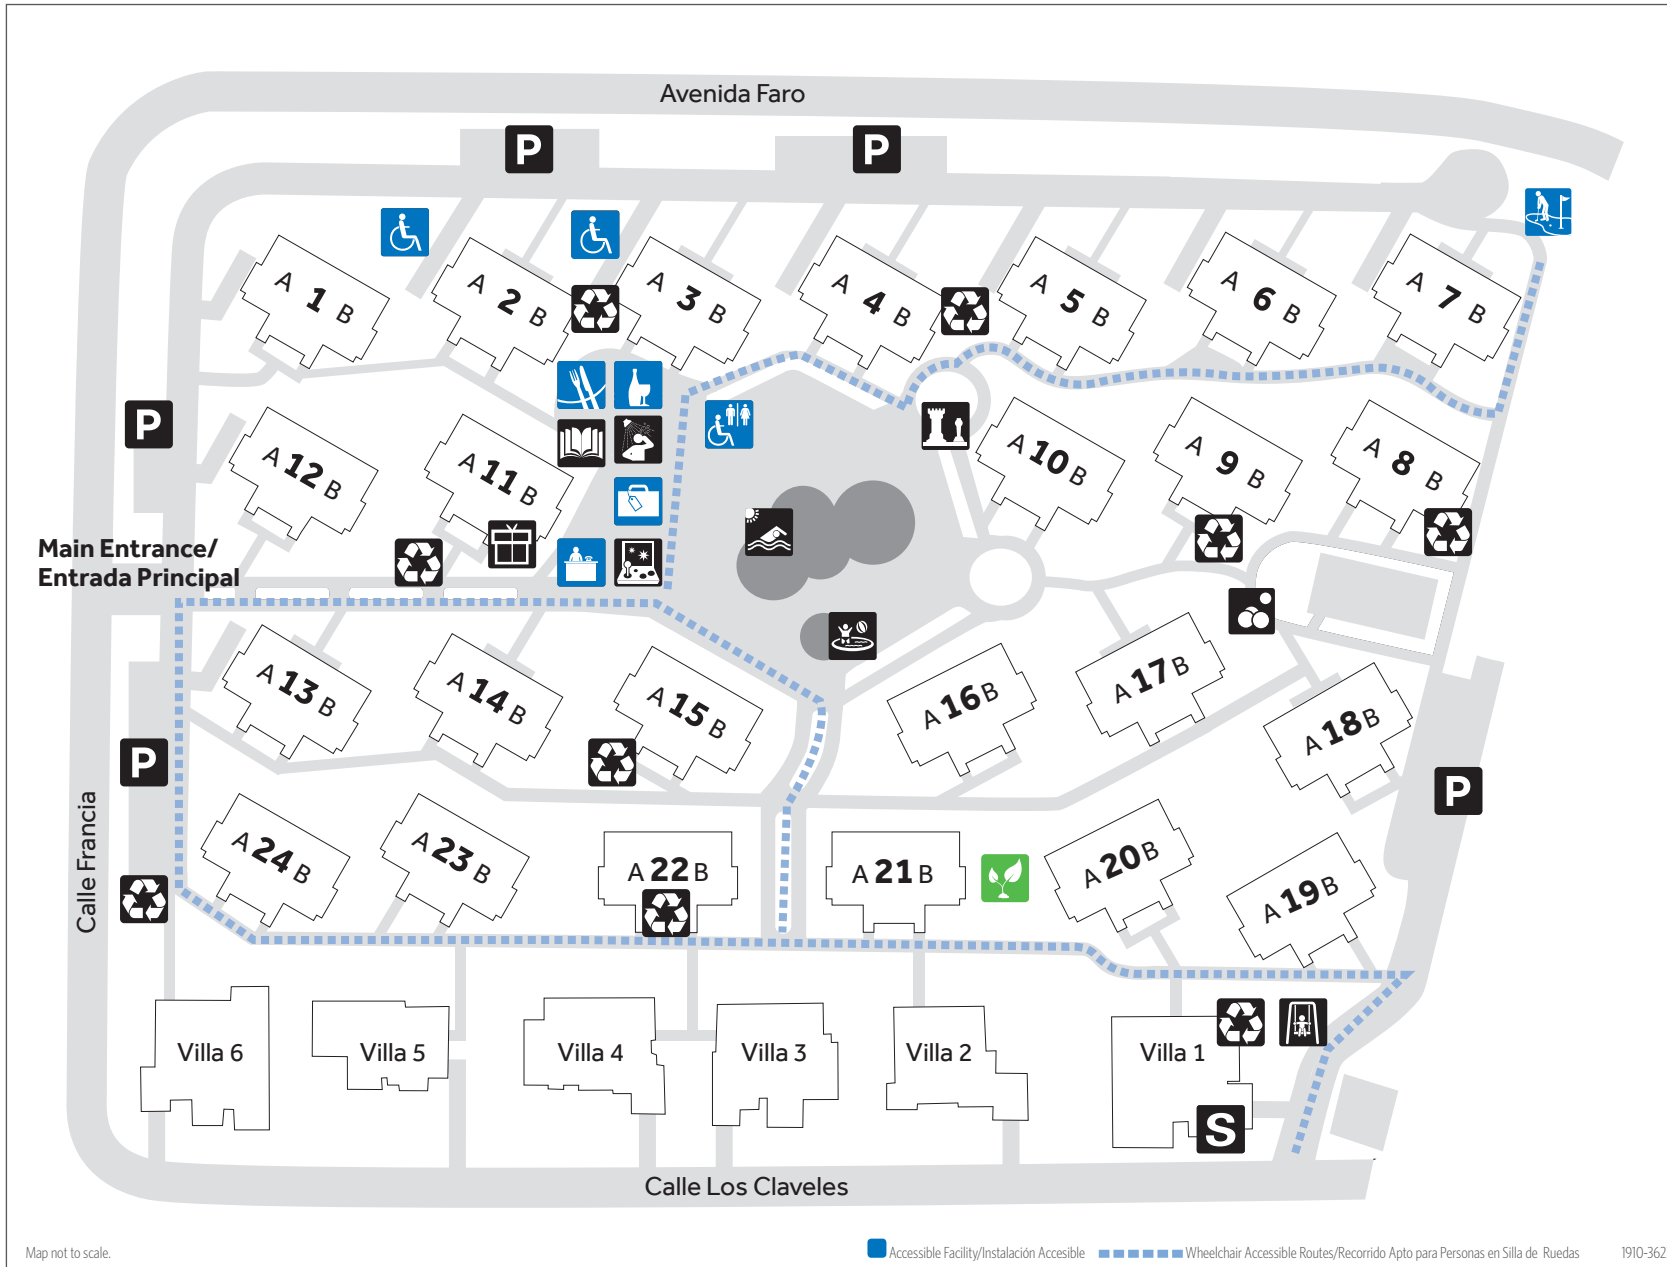 Avenida Faro
P
P
A 1 B
A 2 B
A 3 B
A 4 B
A 5 B
A 6 B
A 7 B
P
A 12 B
A 11 B
A 10 B
A 9 B
A 8 B
Main Entrance/
Entrada Principal
A 13 B
A 14 B
A 15 B
A 16 B
A 17 B
A 18 B
P
P
Calle Francia
A 24 B
A 23 B
A 22 B
A 21 B
A 20 B
A 19 B
Villa 6
Villa 5
Villa 4
Villa 3
Villa 2
Villa 1
S
Calle Los Claveles
Map not to scale.
Accessible Facility/Instalación Accesible
Wheelchair Accessible Routes/Recorrido Apto para Personas en Silla de Ruedas
1910-362